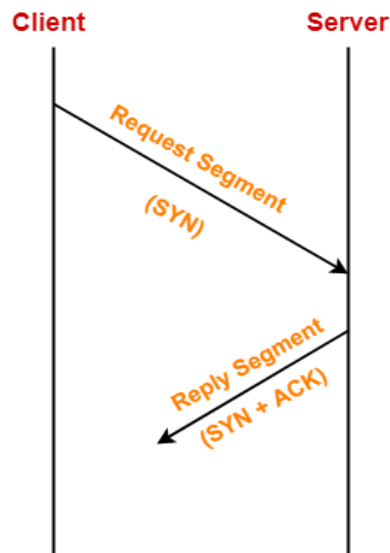 Client
Server
Request Segment
(SYN)
Reply Segment
(SYN + ACK)